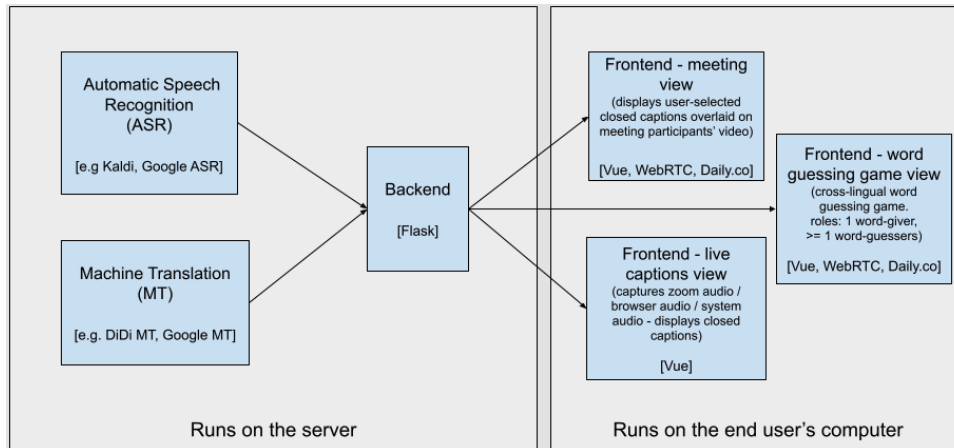 Automatic Speech
Recognition
(ASR)
[e.g Kaldi, Google ASR]
Machine Translation
(MT)
[e.g. DiDi MT, Google MT]
Backend
[Flask]
Runs on the server
Frontend - meeting
view
(displays user-selected
closed captions overlaid on
meeting participants' video)
[Vue, WebRTC, Daily.co]
Frontend - word
guessing game view
(cross-lingual word
guessing game.
roles: 1 word-giver,
>= 1 word-guessers)
[Vue, WebRTC, Daily.co]
Frontend - live
captions view
(captures zoom audio /
browser audio / system
audio - displays closed
captions)
[Vue]
Runs on the end user's computer